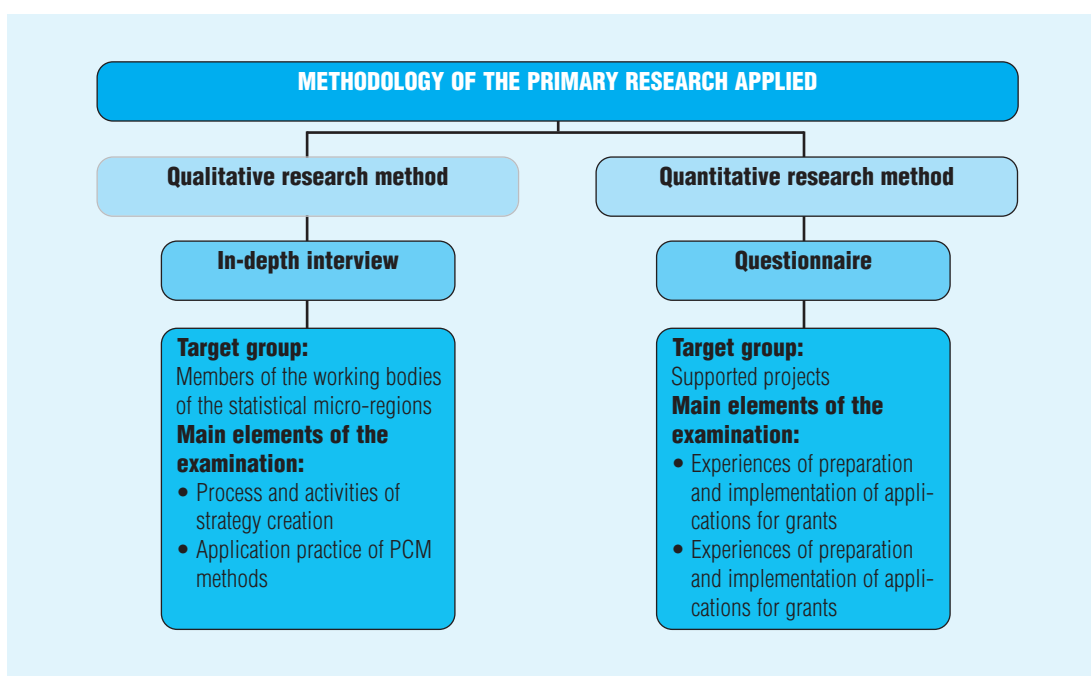 METHODOLOGY OF THE PRIMARY RESEARCH APPLIED
Qualitative research method
Quantitative research method
In-depth interview
Questionnaire
Target group:
Members of the working bodies
of the statistical micro-regions
Main elements of the
examination:
• Process and activities of
strategy creation
• Application practice of PCM
methods
Target group:
Supported projects
Main elements of the
examination:
• Experiences of preparation
and implementation of appli-
cations for grants
• Experiences of preparation
and implementation of appli-
cations for grants